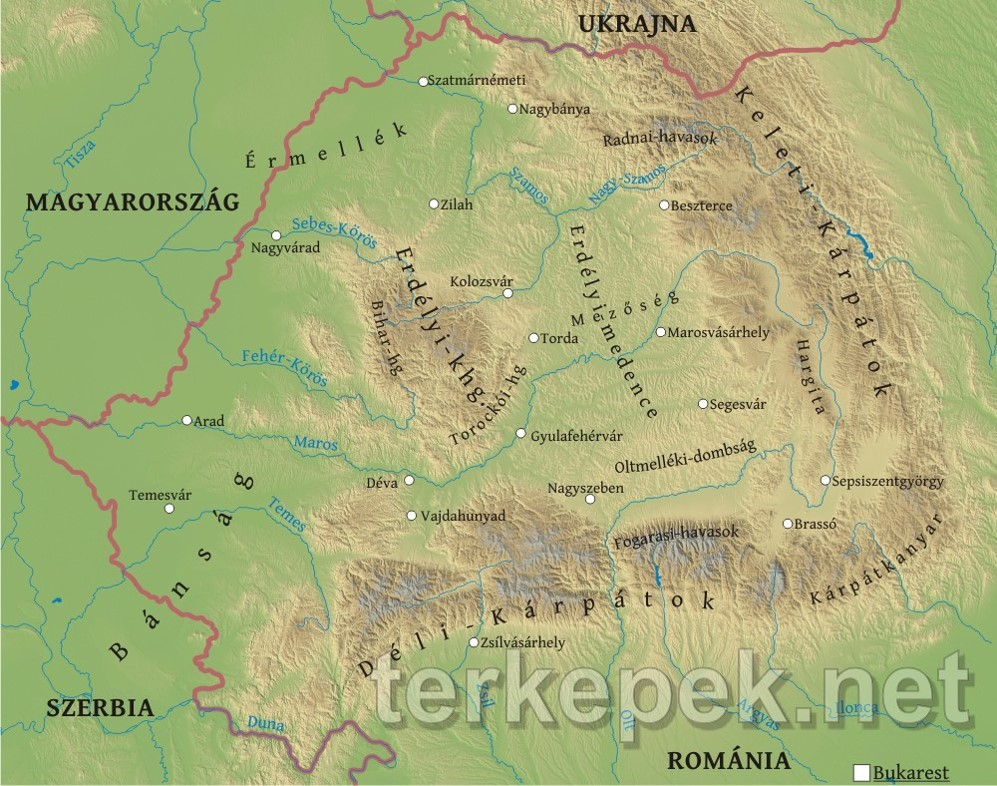 UKRAJNA
Szatmárnémeti
Nagybánya
Keleti-Kárpátok
Érmellék
Radnai-havasok
Tisza
Szamos
Nagy-Szamos
MAGYARORSZÁG
Zilah
Beszterce
Sebes-Körös
Nagyvárad
Erdélyi-khg.
Erdélyi-medence
Kolozsvár
Mezőség
Bihar-hg
Torda
Marosvásárhely
Hargita
Fehér-Körös
Torockói-hg
Segesvár
Arad
Gyulafehérvár
Maros
Oltmelléki-dombság
Déva
Nagyszeben
Sepsiszentgyörgy
Temesvár
Temes
Vajdahunyad
Brassó
Fogarasi-havasok
Bánság
Kárpátkanyar
Déli-Kárpátok
Zsílvásárhely
terkepek.net
SZERBIA
Duna
Zsil
Olt
Argyas
Ilonca
ROMÁNIA
Bukarest